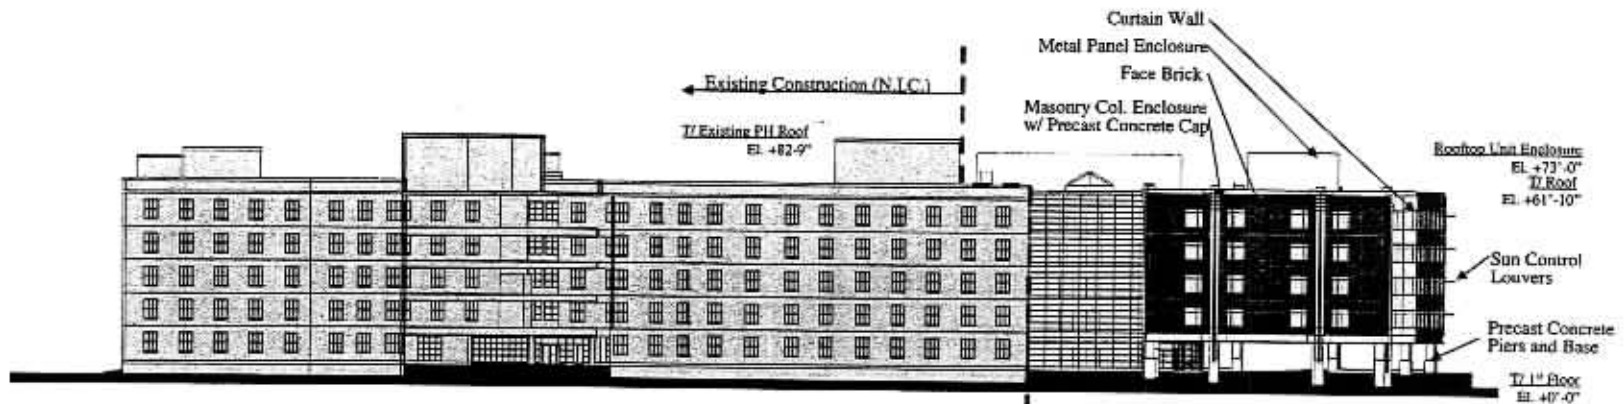 Curtain Wall
Metal Panel Enclosure
Existing Construction (N.I.C.)
Face Brick
Masonry Col. Enclosure
w/ Precast Concrete Cap
T/ Existing PH Roof
El. +82-9"
Rooftop Unit Enclosure
El. +73'-0"
T/ Roof
El. +61'-10"
Sun Control
Louvers
Precast Concrete
Piers and Base
T/ 1st Floor
El. +0'-0"